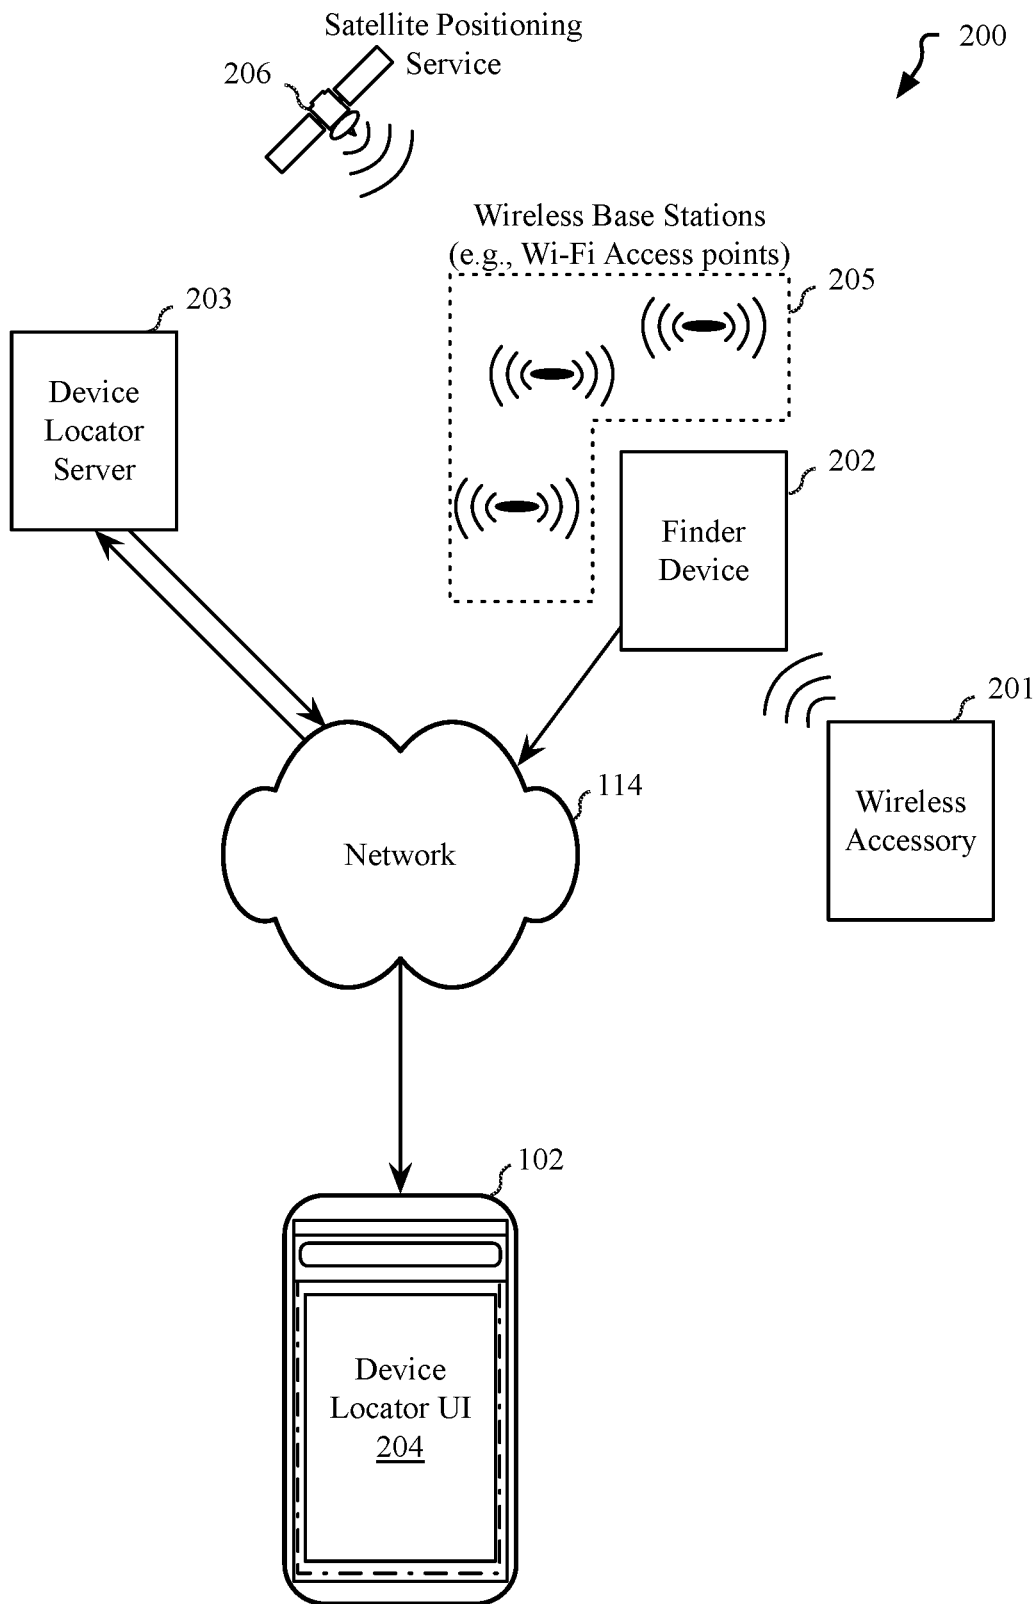 Satellite Positioning
Service
200
206
Wireless Base Stations
(e.g., Wi-Fi Access points)
205
203
Device
Locator
Server
202
Finder
Device
201
Wireless
Accessory
114
Network
102
Device
Locator UI
204